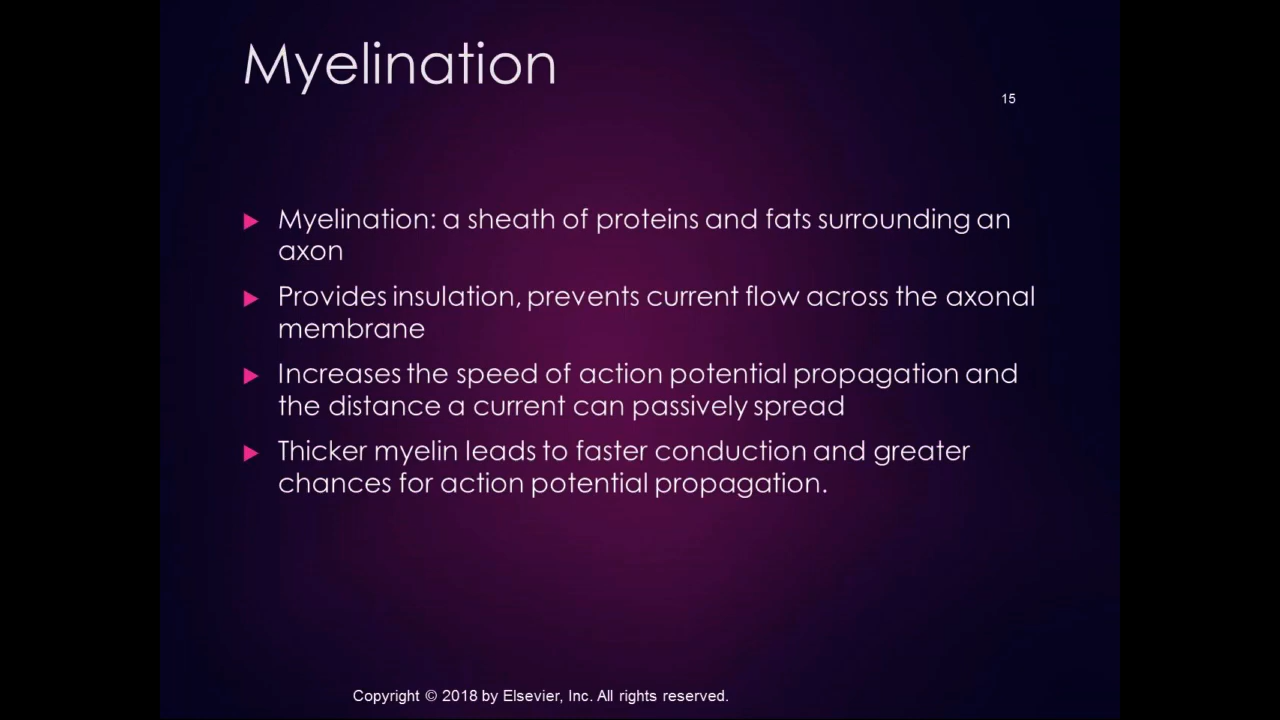 Myelination
15
Myelination: a sheath of proteins and fats surrounding an
axon
Provides insulation, prevents current flow across the axonal
membrane
Increases the speed of action potential propagation and
the distance a current can passively spread
Thicker myelin leads to faster conduction and greater
chances for action potential propagation.
Copyright © 2018 by Elsevier, Inc. All rights reserved.